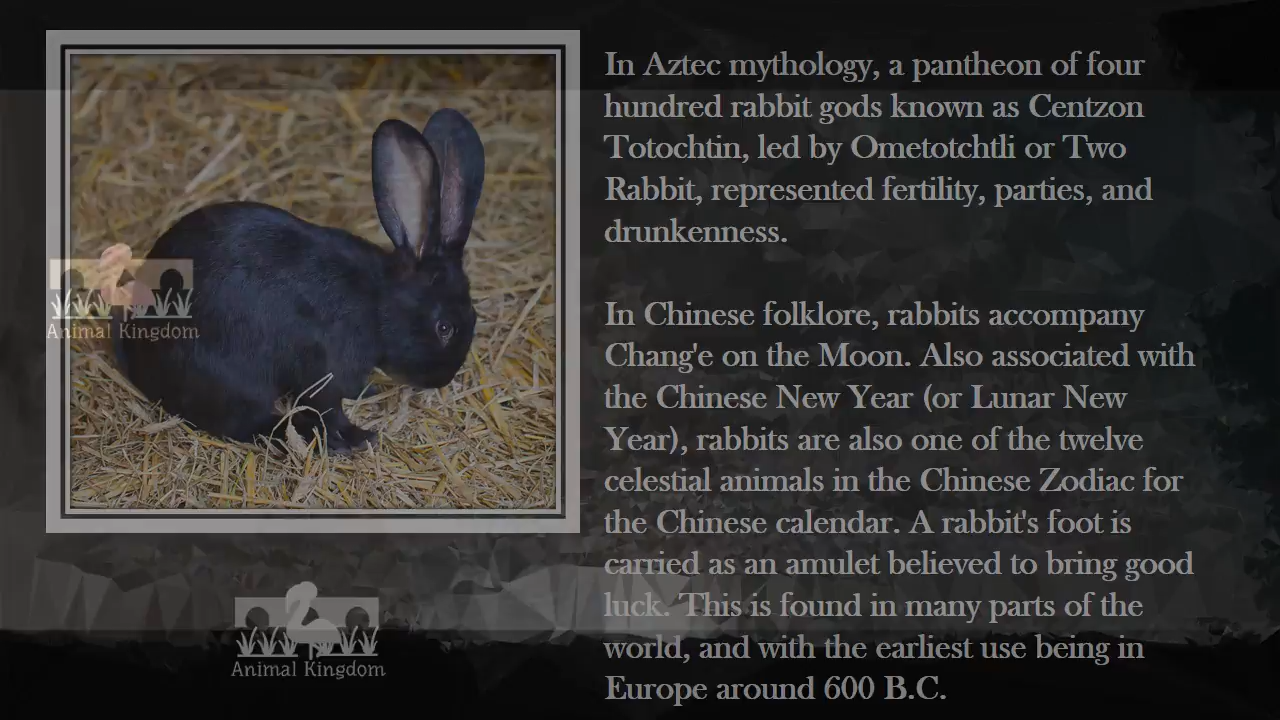 In Aztec mythology, a pantheon of four
hundred rabbit gods known as Centzon
Totochtin, led by Ometotchtli or Two
Rabbit, represented fertility, parties, and
drunkenness.
In Chinese folklore, rabbits accompany
Chang'e on the Moon. Also associated with
the Chinese New Year (or Lunar New
Year), rabbits are also one of the twelve
celestial animals in the Chinese Zodiac for
the Chinese calendar. A rabbit's foot is
carried as an amulet believed to bring good
luck. This is found in many parts of the
world, and with the earliest use being in
Europe around 600 B.C.
Animal Kingdom
Animal Kingdom